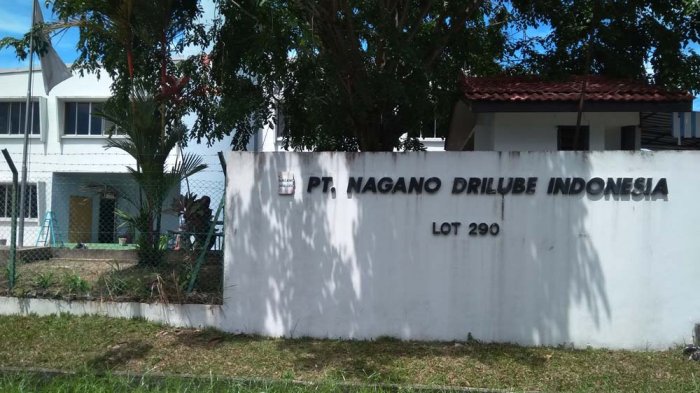 PT. NAGANO DRILUBE INDONESIA
LOT 290